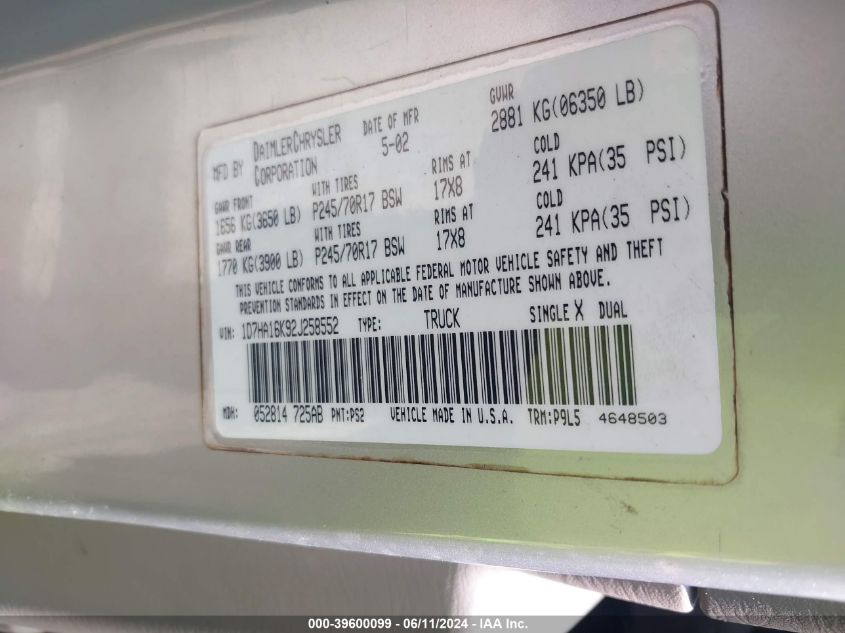 MFD BY DAIMLERCHRYSLER CORPORATION DATE OF MFR 5-02 GVWR 2881 KG(06350 LB)
GAWR FRONT WITH TIRES RIMS AT COLD
1656 KG(3650 LB) P245/70R17 BSW 17X8 241 KPA(35 PSI)
GAWR REAR WITH TIRES RIMS AT COLD
1770 KG(3900 LB) P245/70R17 BSW 17X8 241 KPA(35 PSI)
THIS VEHICLE CONFORMS TO ALL APPLICABLE FEDERAL MOTOR VEHICLE SAFETY AND THEFT
PREVENTION STANDARDS IN EFFECT ON THE DATE OF MANUFACTURE SHOWN ABOVE.
VIN: 1D7HA16K92J258552 TYPE: TRUCK SINGLE X DUAL
MDH: 052814 725AB PNT:PS2 VEHICLE MADE IN U.S.A. TRM:P9L5 4648503
000-39600099 - 06/11/2024 - IAA Inc.